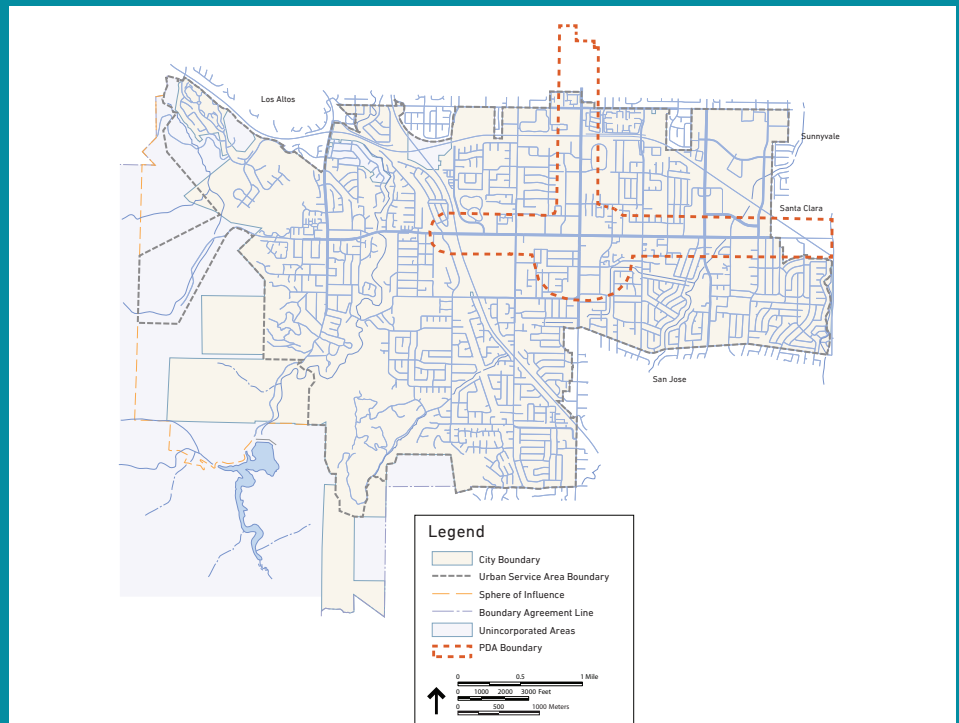 Los Altos
Sunnyvale
Santa Clara
San Jose
Legend
City Boundary
Urban Service Area Boundary
Sphere of Influence
Boundary Agreement Line
Unincorporated Areas
PDA Boundary
0 0.5 1 Mile
0 1000 2000 3000 Feet
0 500 1000 Meters